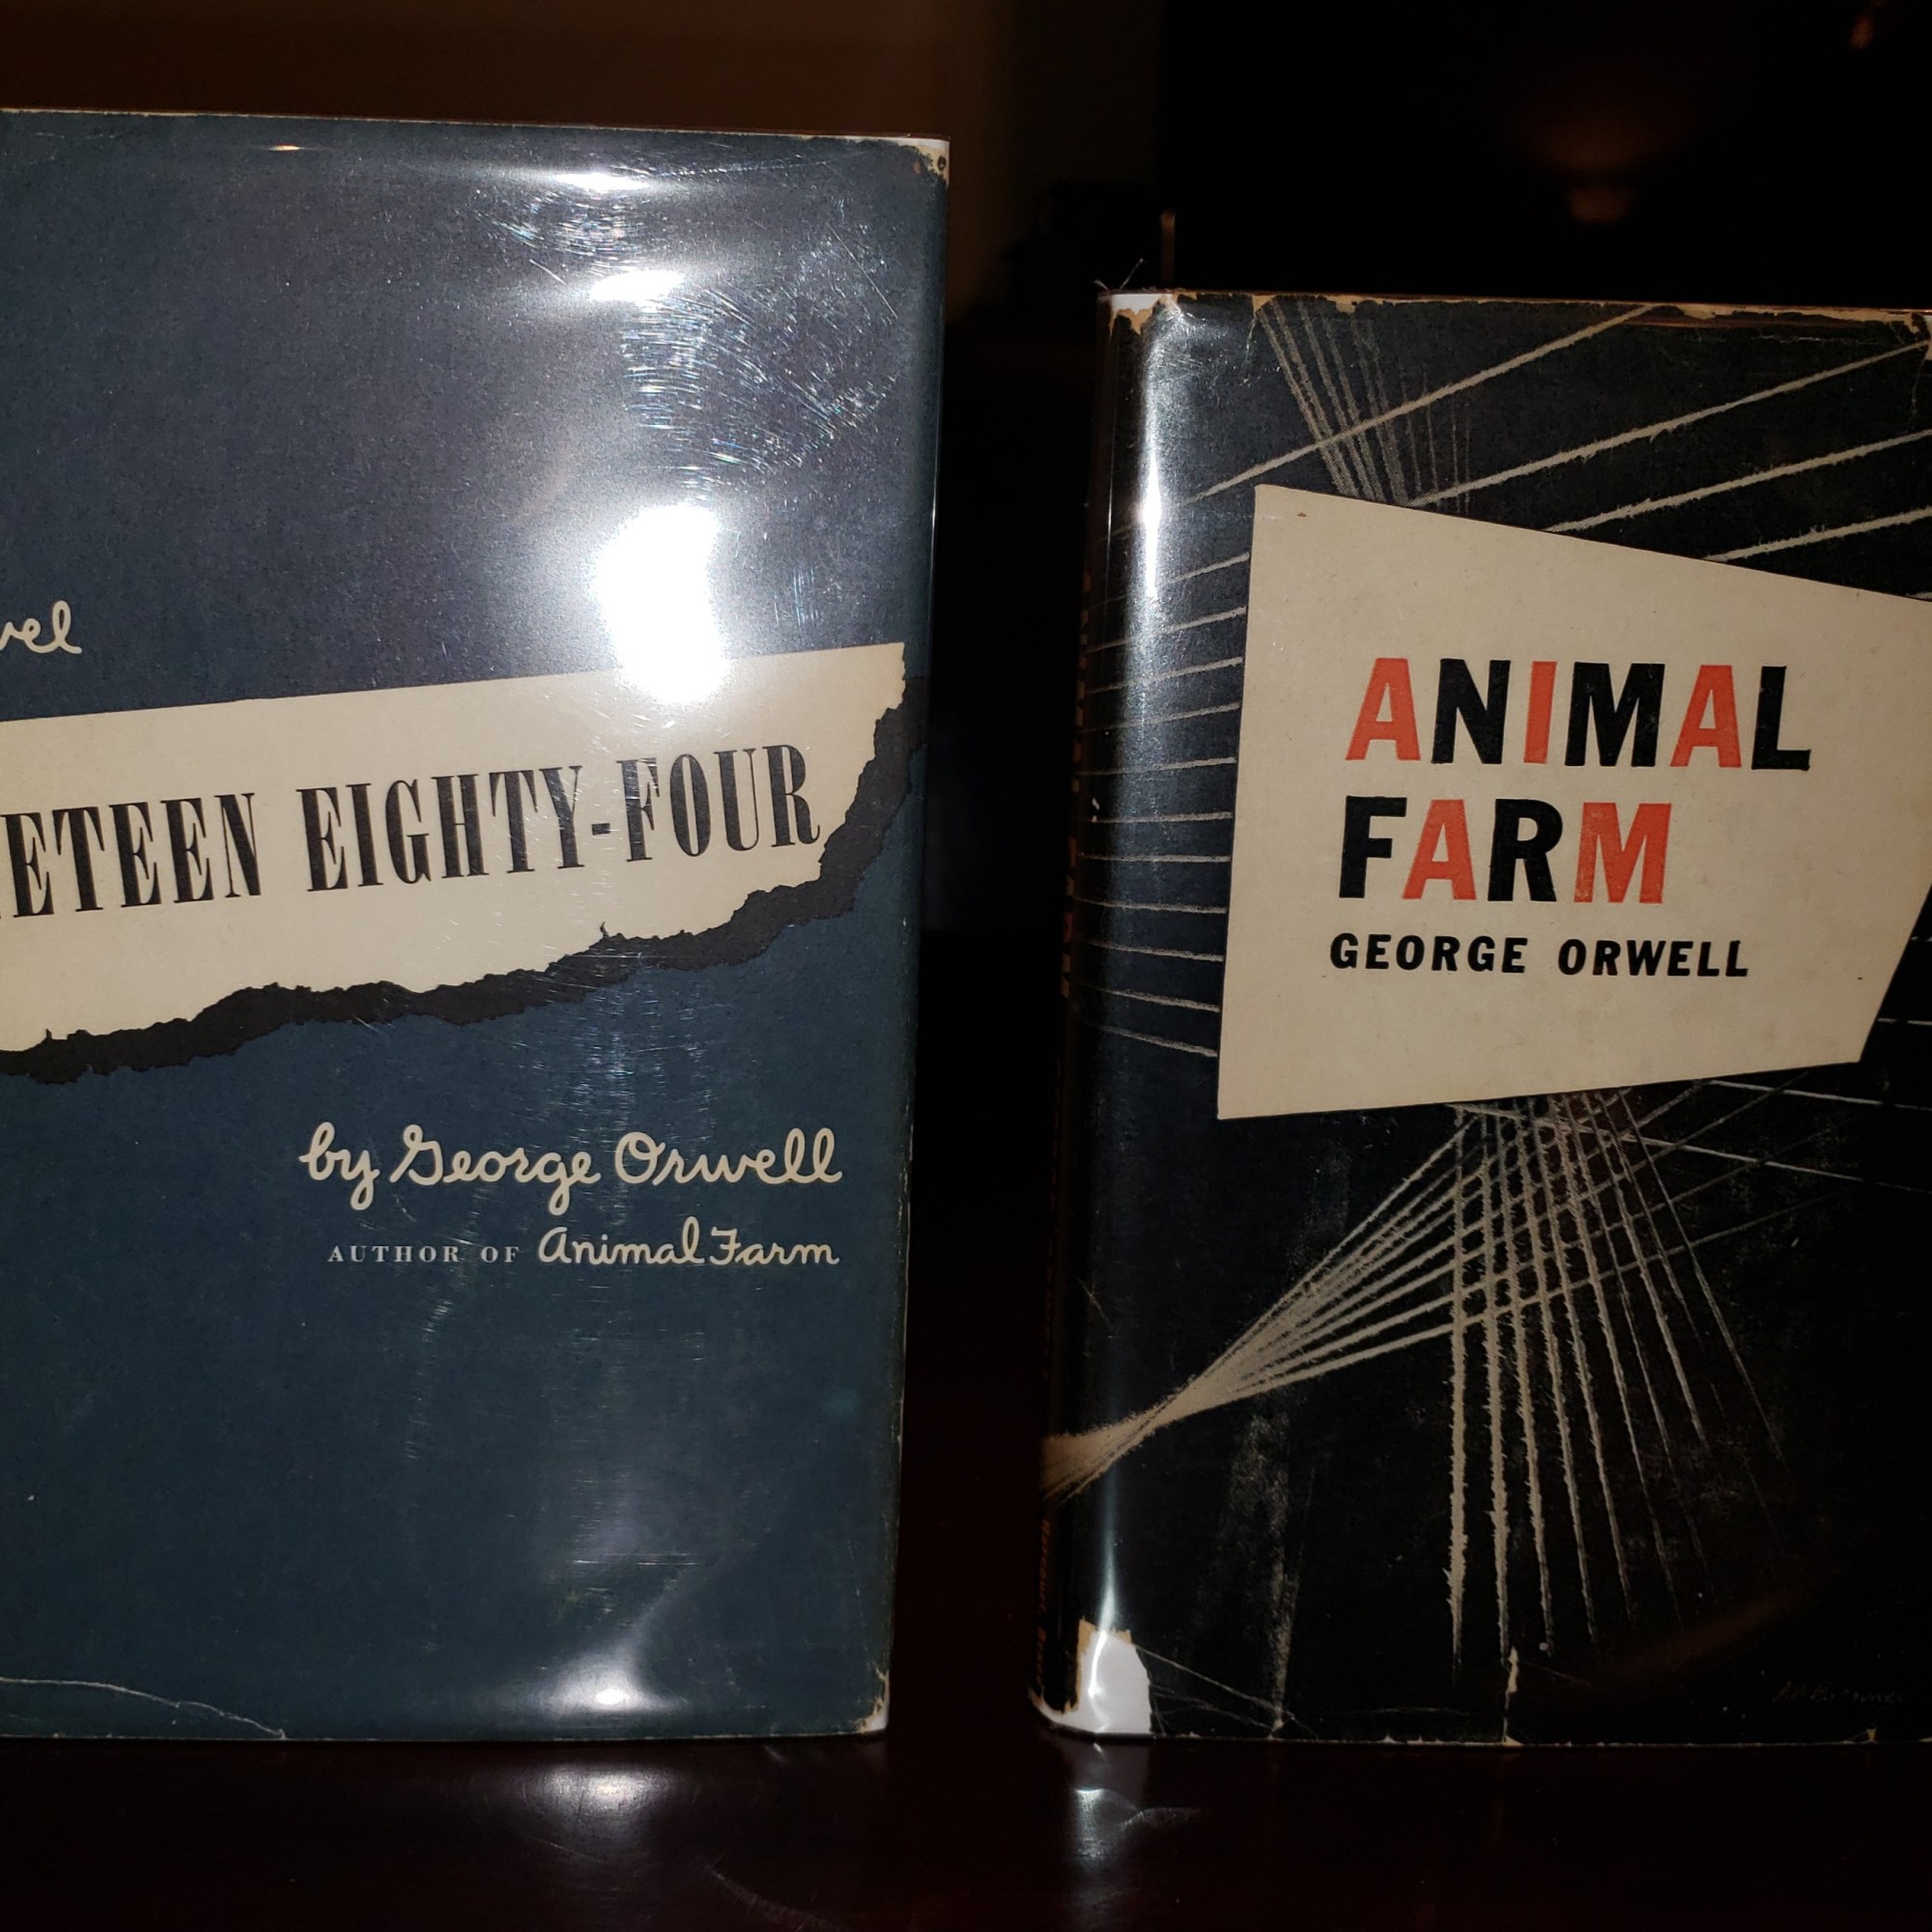 vel
ETEEN EIGHTY-FOUR
by George Orwell
AUTHOR OF Animal Farm
ANIMAL
FARM
GEORGE ORWELL